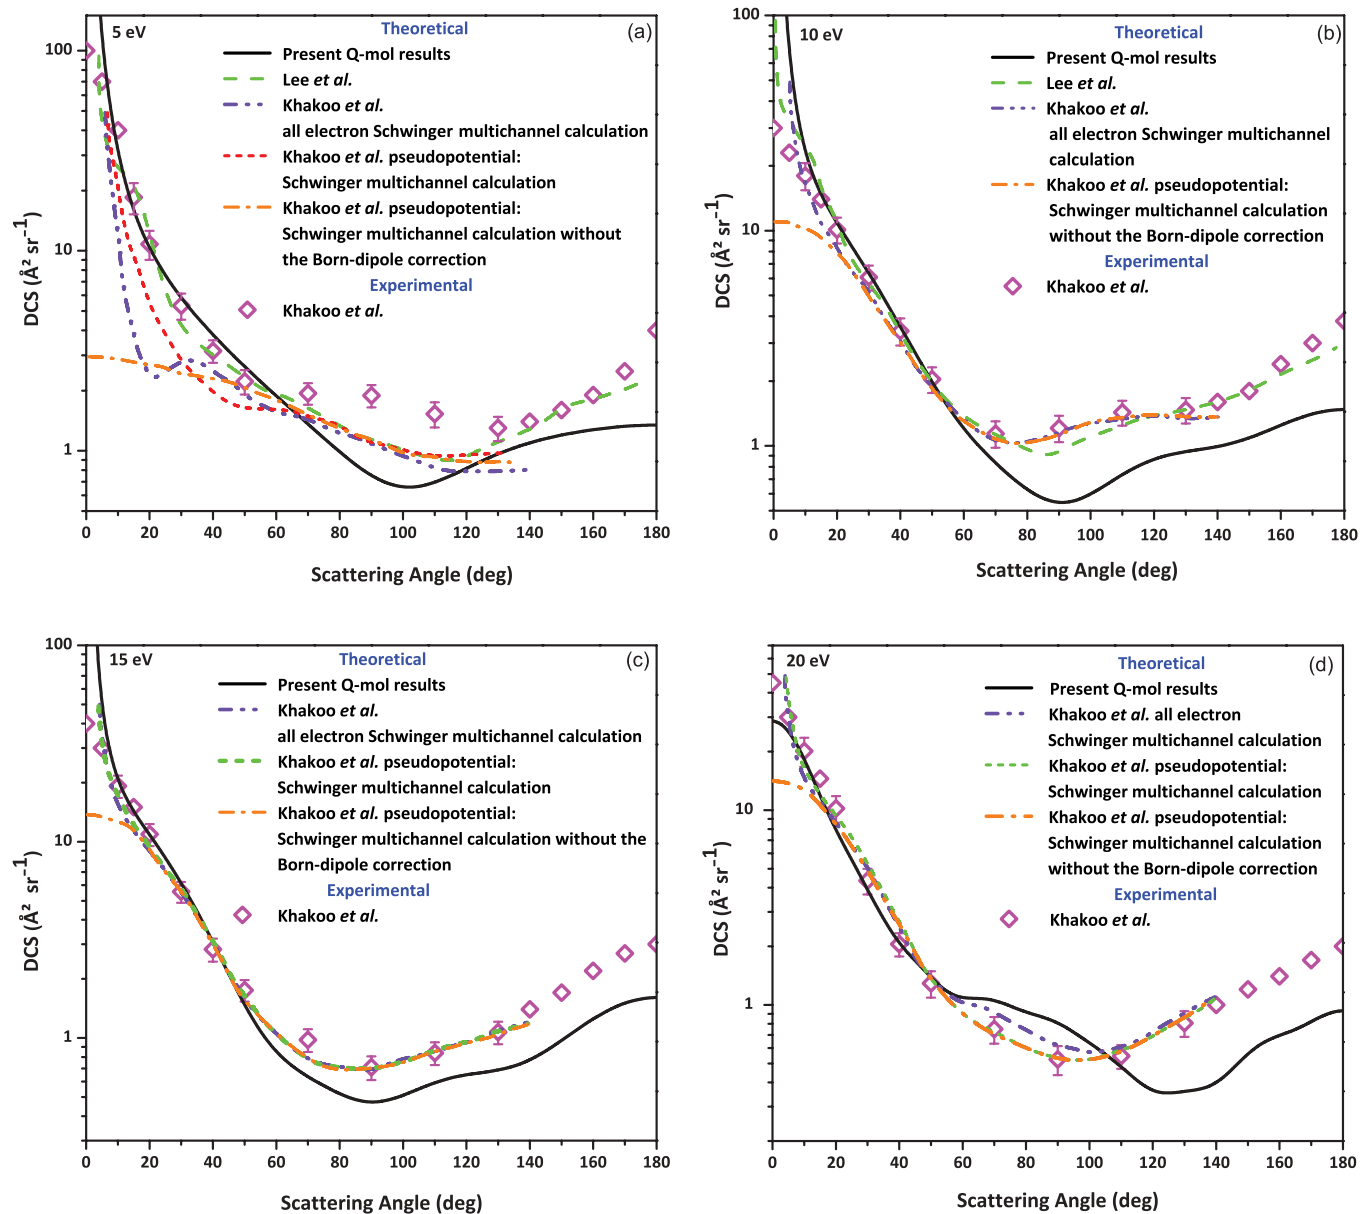 5 eV
(a)
Theoretical
Present Q-mol results
Lee et al.
Khakoo et al.
all electron Schwinger multichannel calculation
Khakoo et al. pseudopotential:
Schwinger multichannel calculation
Khakoo et al. pseudopotential:
Schwinger multichannel calculation without
the Born-dipole correction
Experimental
Khakoo et al.
100
10
1
DCS (Å² sr⁻¹)
0 20 40 60 80 100 120 140 160 180
Scattering Angle (deg)
10 eV
(b)
Theoretical
Present Q-mol results
Lee et al.
Khakoo et al.
all electron Schwinger multichannel
calculation
Khakoo et al. pseudopotential:
Schwinger multichannel calculation
without the Born-dipole correction
Experimental
Khakoo et al.
100
10
1
DCS (Å² sr⁻¹)
0 20 40 60 80 100 120 140 160 180
Scattering Angle (deg)
15 eV
(c)
Theoretical
Present Q-mol results
Khakoo et al.
all electron Schwinger multichannel calculation
Khakoo et al. pseudopotential:
Schwinger multichannel calculation
Khakoo et al. pseudopotential:
Schwinger multichannel calculation without the
Born-dipole correction
Experimental
Khakoo et al.
100
10
1
DCS (Å² sr⁻¹)
0 20 40 60 80 100 120 140 160 180
Scattering Angle (deg)
20 eV
(d)
Theoretical
Present Q-mol results
Khakoo et al. all electron
Schwinger multichannel calculation
Khakoo et al. pseudopotential:
Schwinger multichannel calculation
Khakoo et al. pseudopotential:
Schwinger multichannel calculation
without the Born-dipole correction
Experimental
Khakoo et al.
10
1
DCS (Å² sr⁻¹)
0 20 40 60 80 100 120 140 160 180
Scattering Angle (deg)